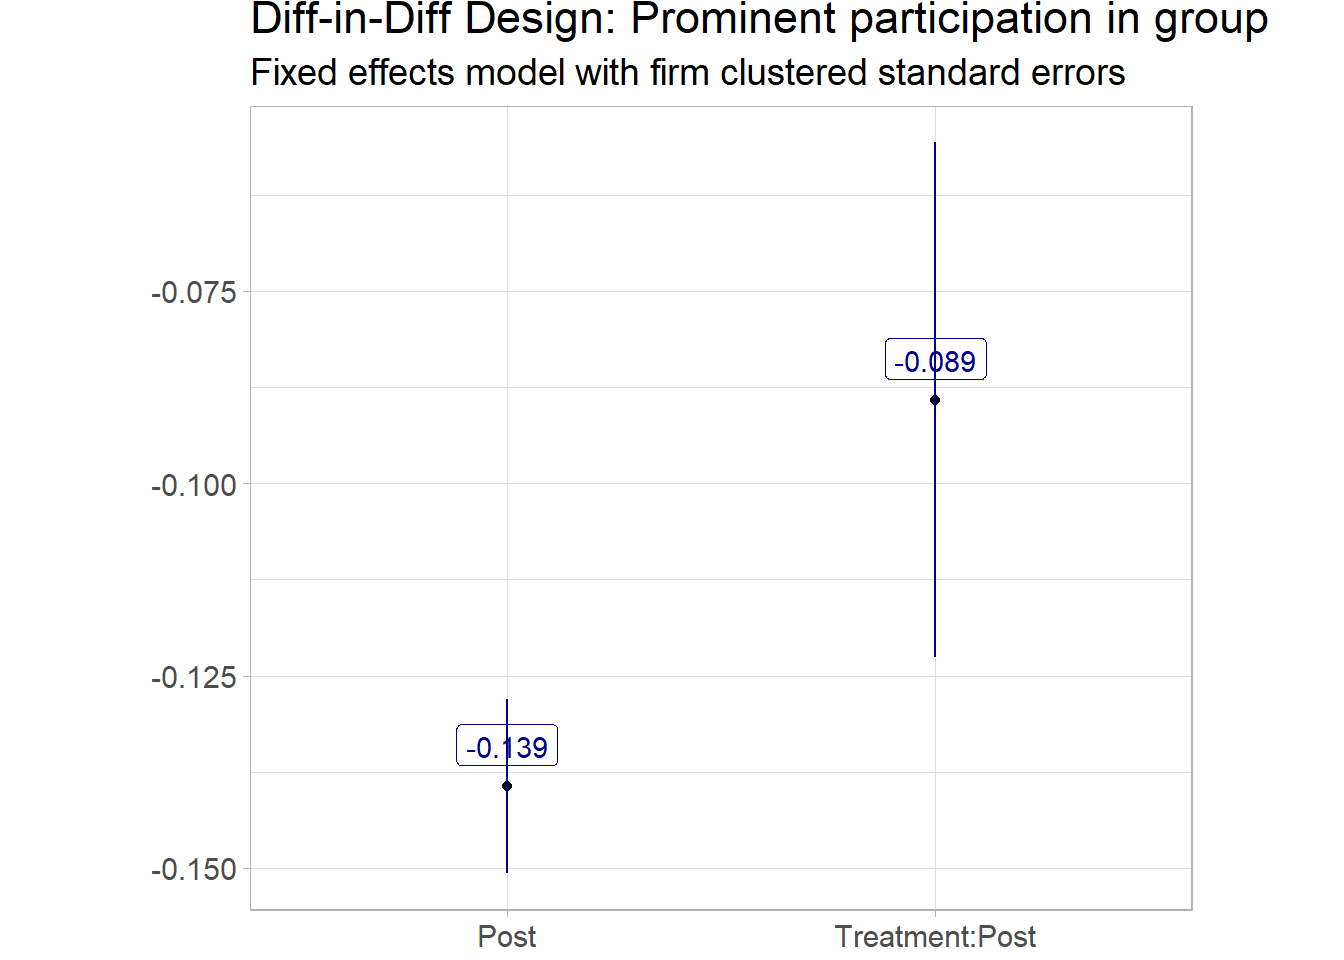 Diff-in-Diff Design: Prominent participation in group
Fixed effects model with firm clustered standard errors
-0.075
-0.089
-0.100
-0.125
-0.139
-0.150
Post
Treatment:Post